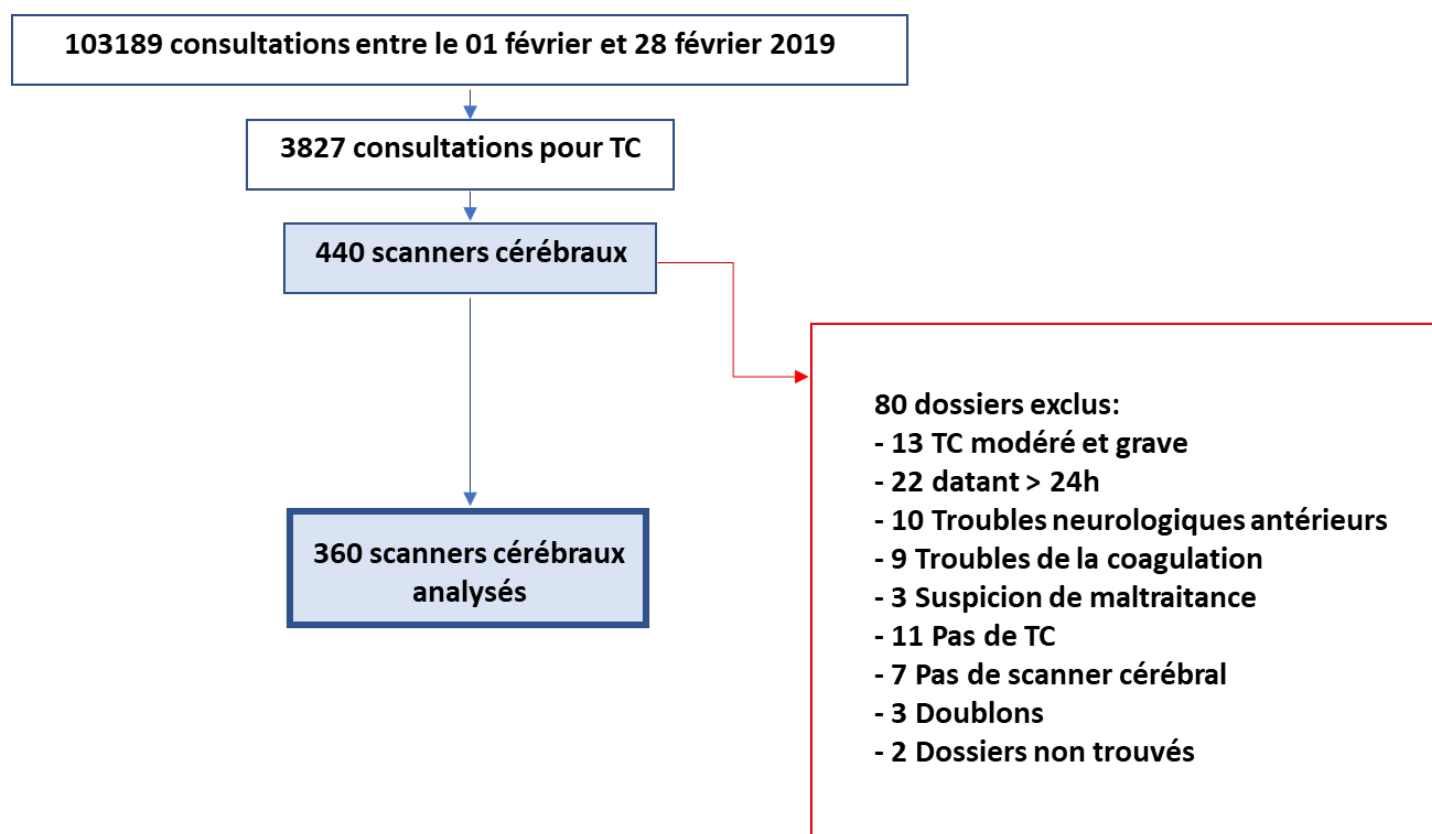 103189 consultations entre le 01 février et 28 février 2019
3827 consultations pour TC
440 scanners cérébraux
80 dossiers exclus:
- 13 TC modéré et grave
- 22 datant > 24h
- 10 Troubles neurologiques antérieurs
- 9 Troubles de la coagulation
- 3 Suspicion de maltraitance
- 11 Pas de TC
- 7 Pas de scanner cérébral
- 3 Doublons
- 2 Dossiers non trouvés
360 scanners cérébraux
analysés